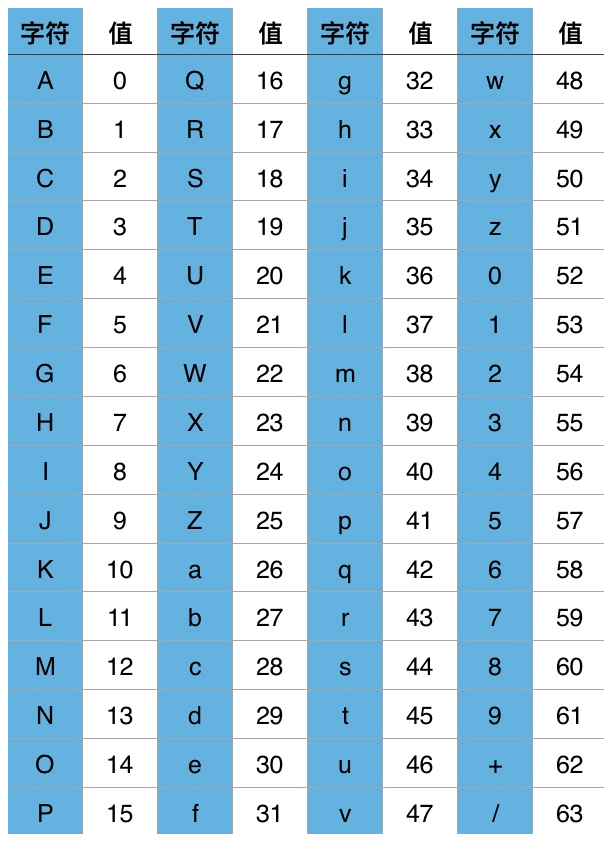 字符 值 字符 值 字符 值 字符 值
A 0 Q 16 g 32 w 48
B 1 R 17 h 33 x 49
C 2 S 18 i 34 y 50
D 3 T 19 j 35 z 51
E 4 U 20 k 36 0 52
F 5 V 21 l 37 1 53
G 6 W 22 m 38 2 54
H 7 X 23 n 39 3 55
I 8 Y 24 o 40 4 56
J 9 Z 25 p 41 5 57
K 10 a 26 q 42 6 58
L 11 b 27 r 43 7 59
M 12 c 28 s 44 8 60
N 13 d 29 t 45 9 61
O 14 e 30 u 46 + 62
P 15 f 31 v 47 / 63